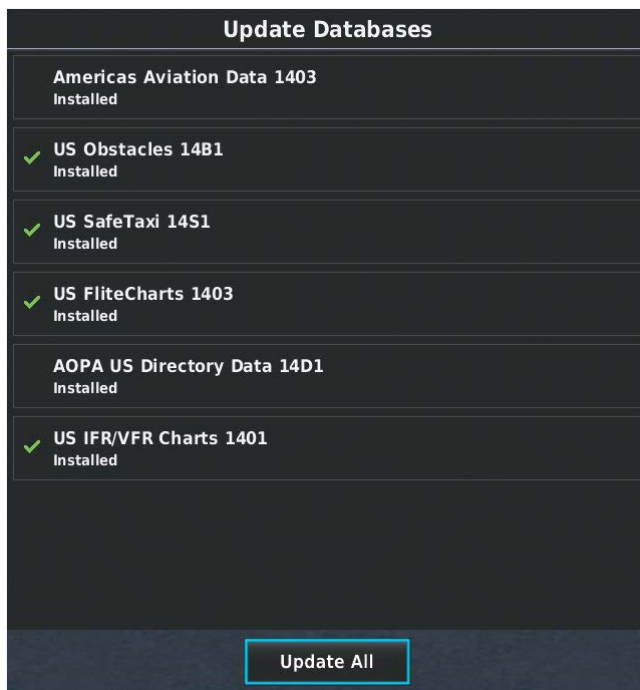 Update Databases
Americas Aviation Data 1403
Installed
US Obstacles 14B1
Installed
US SafeTaxi 14S1
Installed
US FliteCharts 1403
Installed
AOPA US Directory Data 14D1
Installed
US IFR/VFR Charts 1401
Installed
Update All